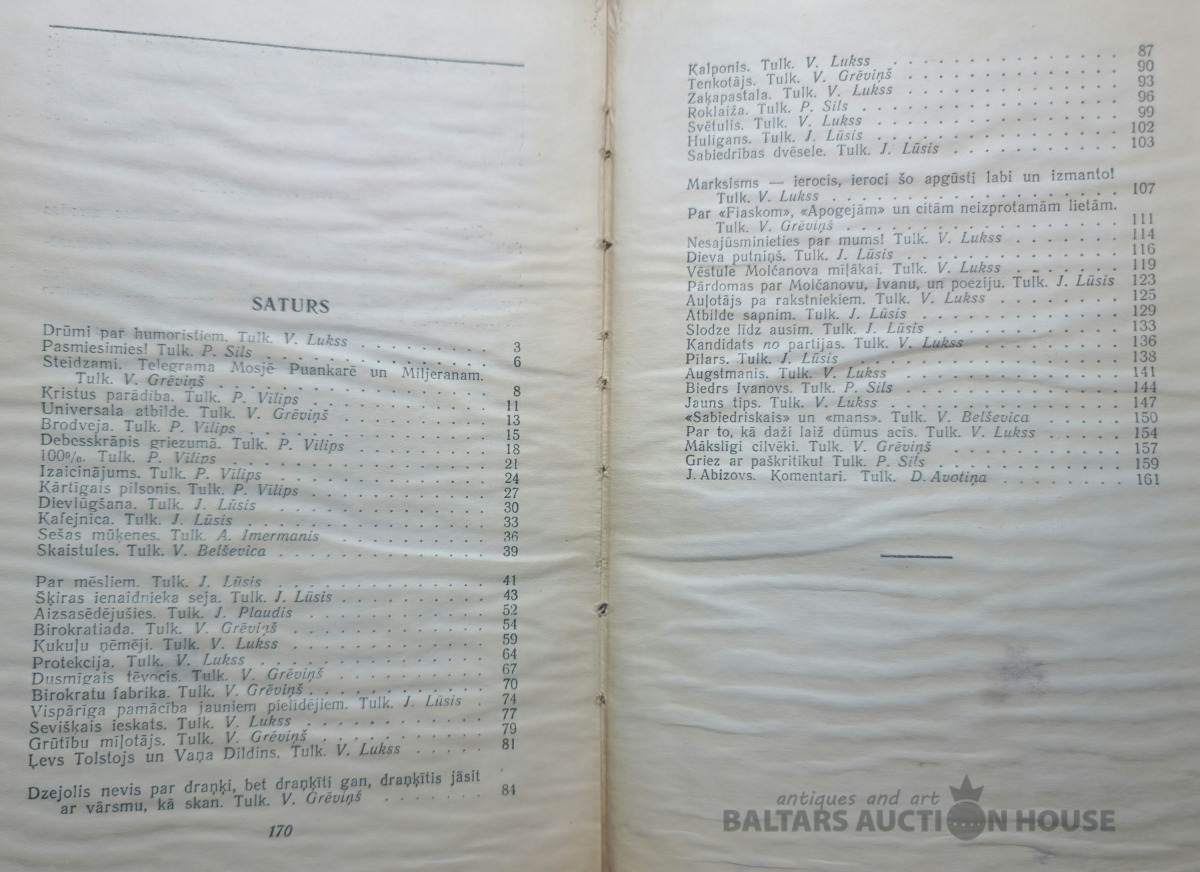 SATURS
Drūmi par humoristiem. Tulk. V. Lukss . . . . . . . . 3
Pasmiesimies! Tulk. P. Sils . . . . . . . . 6
Steidzami. Telegrama Mosjē Puankarē un Miljeranam.
Tulk. V. Grēviņš . . . . . . . . 8
Kristus parādība. Tulk. P. Vilips . . . . . . . . 11
Universala atbilde. Tulk. V. Grēviņš . . . . . . . . 13
Brodveja. Tulk. P. Vilips . . . . . . . . 15
Debesskrāpis griezumā. Tulk. P. Vilips . . . . . . . . 18
100%. Tulk. P. Vilips . . . . . . . . 21
Izaicinājums. Tulk. P. Vilips . . . . . . . . 24
Kārtīgais pilsonis. Tulk. P. Vilips . . . . . . . . 27
Dievlūgšana. Tulk. J. Lūsis . . . . . . . . 30
Kafejnīca. Tulk. J. Lūsis . . . . . . . . 33
Sešas mūķenes. Tulk. A. Imermanis . . . . . . . . 36
Skaistules. Tulk. V. Belševica . . . . . . . . 39
Par mēsliem. Tulk. J. Lūsis . . . . . . . . 41
Šķiras ienaidnieka seja. Tulk. J. Lūsis . . . . . . . . 43
Aizsasēdējušies. Tulk. J. Plaudis . . . . . . . . 52
Birokratiada. Tulk. V. Grēviņš . . . . . . . . 54
Kukuļu ņēmēji. Tulk. V. Lukss . . . . . . . . 59
Protekcija. Tulk. V. Lukss . . . . . . . . 64
Dusmīgais tēvocis. Tulk. V. Grēviņš . . . . . . . . 67
Birokratu fabrika. Tulk. V. Grēviņš . . . . . . . . 70
Vispārīga pamācība jauniem pielīdējiem. Tulk. J. Lūsis . 74
Sevišķais ieskats. Tulk. V. Lukss . . . . . . . . 77
Grūtību mīļotājs. Tulk. V. Grēviņš . . . . . . . . 79
Ļevs Tolstojs un Vaņa Dildins. Tulk. V. Lukss . . . . . 81
Dzejolis nevis par draņķi, bet draņķīti gan, draņķītis jāsit
ar vārsmu, kā skan. Tulk. V. Grēviņš . . . . . . . 84
170
Kalponis. Tulk. V. Lukss . . . . . . . . 87
Tenkotājs. Tulk. V. Grēviņš . . . . . . . . 90
Zaķapastala. Tulk. V. Lukss . . . . . . . . 93
Roklaiža. Tulk. P. Sils . . . . . . . . 96
Svētulis. Tulk. V. Lukss . . . . . . . . 99
Huligans. Tulk. J. Lūsis . . . . . . . . 102
Sabiedrības dvēsele. Tulk. J. Lūsis . . . . . . . . 103
Marksisms — ierocis, ieroci šo apgūsti labi un izmanto!
Tulk. V. Lukss . . . . . . . . 107
Par «Fiaskom», «Apogejām» un citām neizprotamām lietām.
Tulk. V. Grēviņš . . . . . . . . 111
Nesajūsminieties par mums! Tulk. V. Lukss . . . . . . . 114
Dieva putniņš. Tulk. J. Lūsis . . . . . . . . 116
Vēstule Molčanova mīļākai. Tulk. V. Lukss . . . . . . . 119
Pārdomas par Molčanovu, Ivanu, un poeziju. Tulk. J. Lūsis 123
Auļotājs pa rakstniekiem. Tulk. V. Lukss . . . . . . . . 125
Atbilde sapnim. Tulk. J. Lūsis . . . . . . . . 129
Slodze līdz ausīm. Tulk. J. Lūsis . . . . . . . . 133
Kandidats no partijas. Tulk. V. Lukss . . . . . . . . 136
Pīlars. Tulk. J. Lūsis . . . . . . . . 138
Augstmanis. Tulk. V. Lukss . . . . . . . . 141
Biedrs Ivanovs. Tulk. P. Sils . . . . . . . . 144
Jauns tips. Tulk. V. Lukss . . . . . . . . 147
«Sabiedriskais» un «mans». Tulk. V. Belševica . . . . . 150
Par to, kā daži laiž dūmus acīs. Tulk. V. Lukss . . . . . 154
Mākslīgi cilvēki. Tulk. V. Grēviņš . . . . . . . . 157
Griez ar paškritiku! Tulk. P. Sils . . . . . . . . 159
J. Abizovs. Komentari. Tulk. D. Avotiņa . . . . . . . . 161
antiques and art
BALTARS AUCTION HOUSE